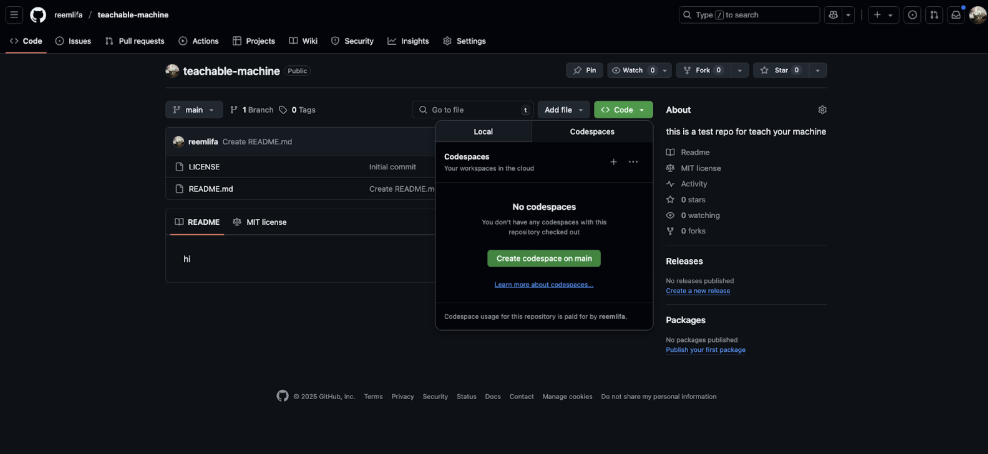 reemlifa / teachable-machine
Type / to search
Code
Issues
Pull requests
Actions
Projects
Wiki
Security
Insights
Settings
teachable-machine Public
Pin
Watch 0
Fork 0
Star 0
main
1 Branch
0 Tags
Go to file t
Add file
Code
reemlifa Create README.md
LICENSE Initial commit
README.md Create README.m
README
MIT license
hi
Local
Codespaces
Codespaces
Your workspaces in the cloud
No codespaces
You don't have any codespaces with this
repository checked out
Create codespace on main
Learn more about codespaces...
Codespace usage for this repository is paid for by reemlifa.
About
this is a test repo for teach your machine
Readme
MIT license
Activity
0 stars
0 watching
0 forks
Releases
No releases published
Create a new release
Packages
No packages published
Publish your first package
© 2025 GitHub, Inc. Terms Privacy Security Status Docs Contact Manage cookies Do not share my personal information